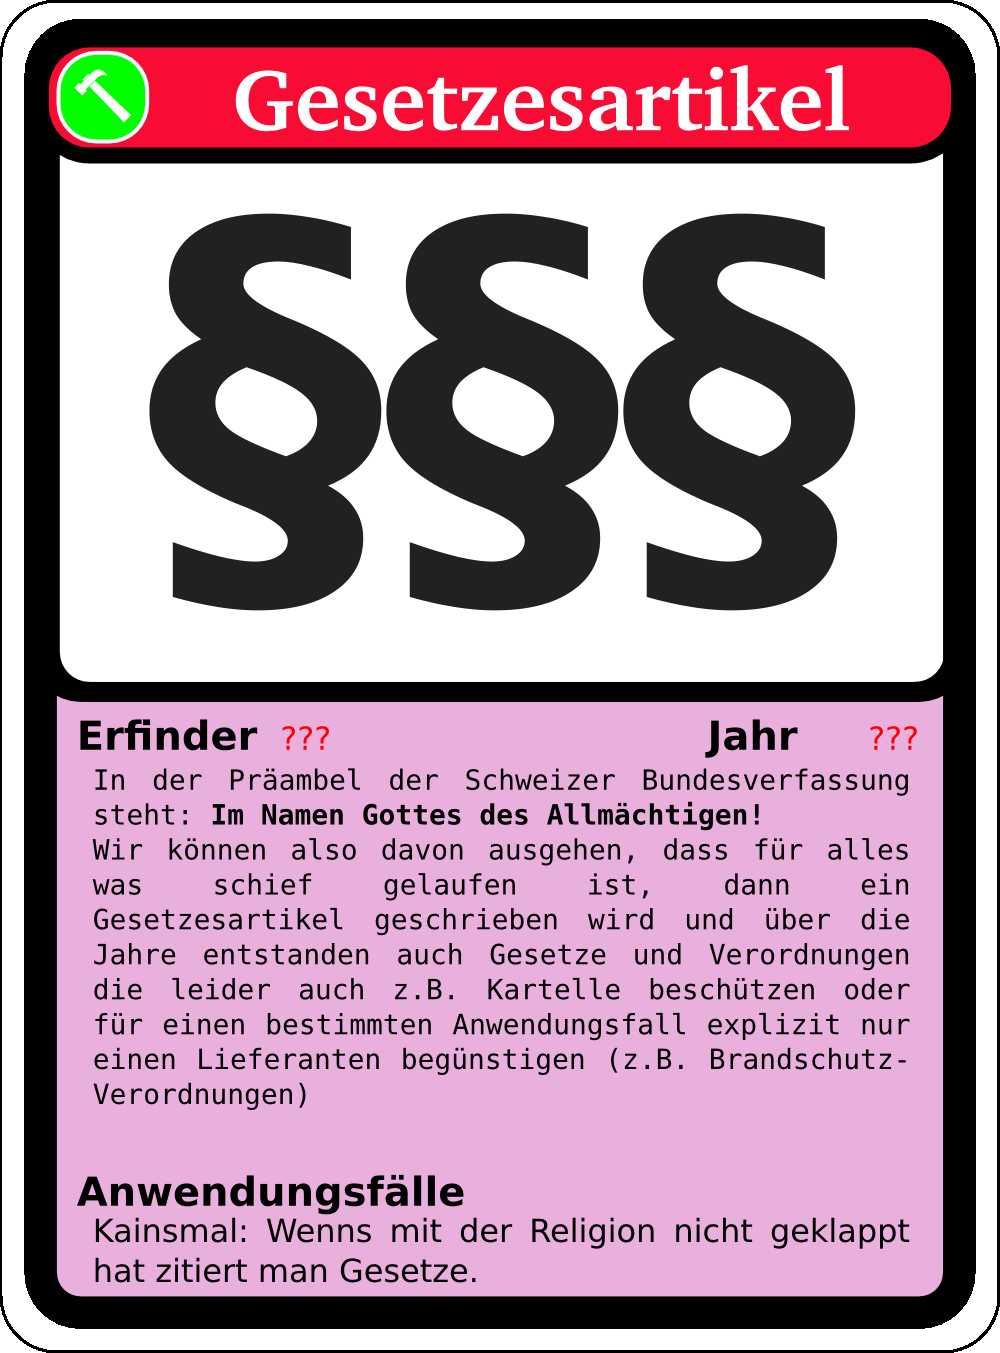 Gesetzesartikel
§§§
Erfinder ??? Jahr ???
In der Präambel der Schweizer Bundesverfassung
steht: Im Namen Gottes des Allmächtigen!
Wir können also davon ausgehen, dass für alles
was schief gelaufen ist, dann ein
Gesetzesartikel geschrieben wird und über die
Jahre entstanden auch Gesetze und Verordnungen
die leider auch z.B. Kartelle beschützen oder
für einen bestimmten Anwendungsfall explizit nur
einen Lieferanten begünstigen (z.B. Brandschutz-
Verordnungen)
Anwendungsfälle
Kainsmal: Wenns mit der Religion nicht geklappt
hat zitiert man Gesetze.